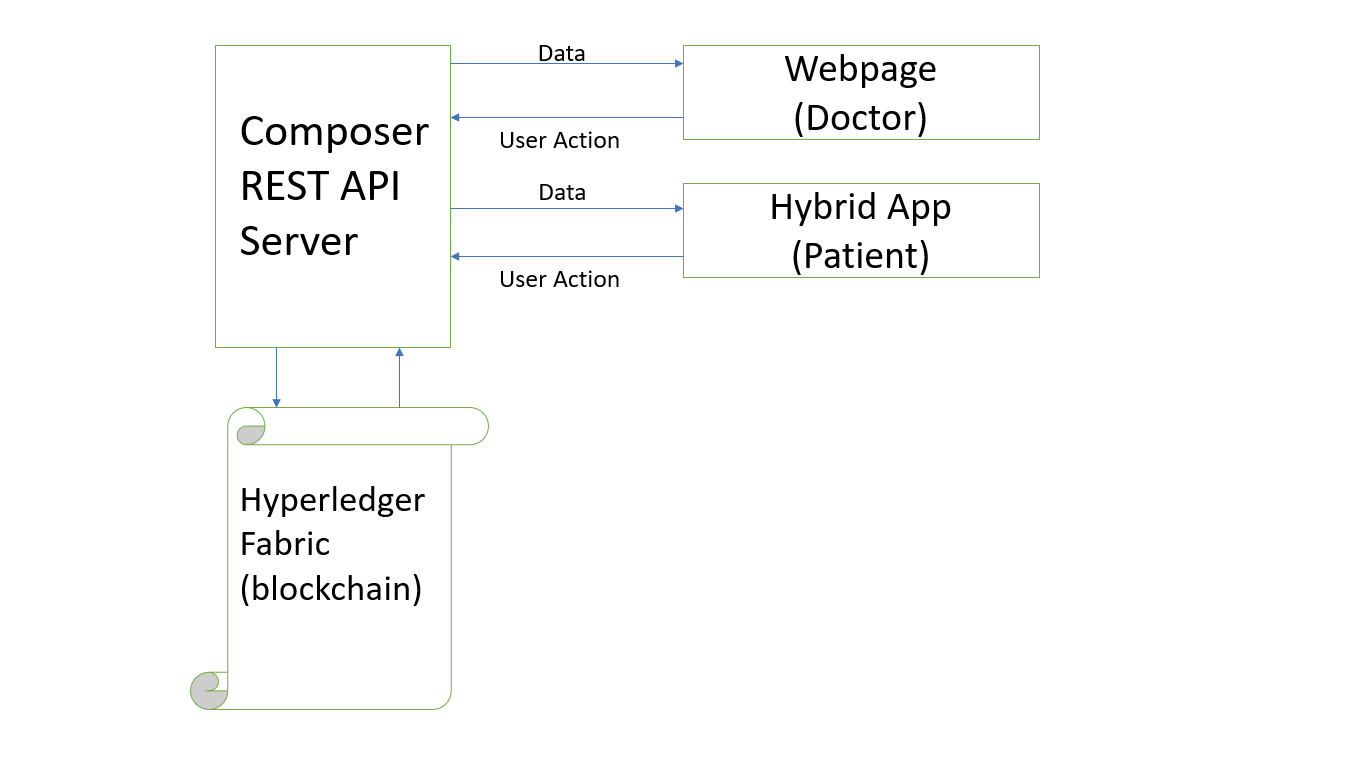 Composer
REST API
Server
Data
User Action
Data
User Action
Webpage
(Doctor)
Hybrid App
(Patient)
Hyperledger
Fabric
(blockchain)